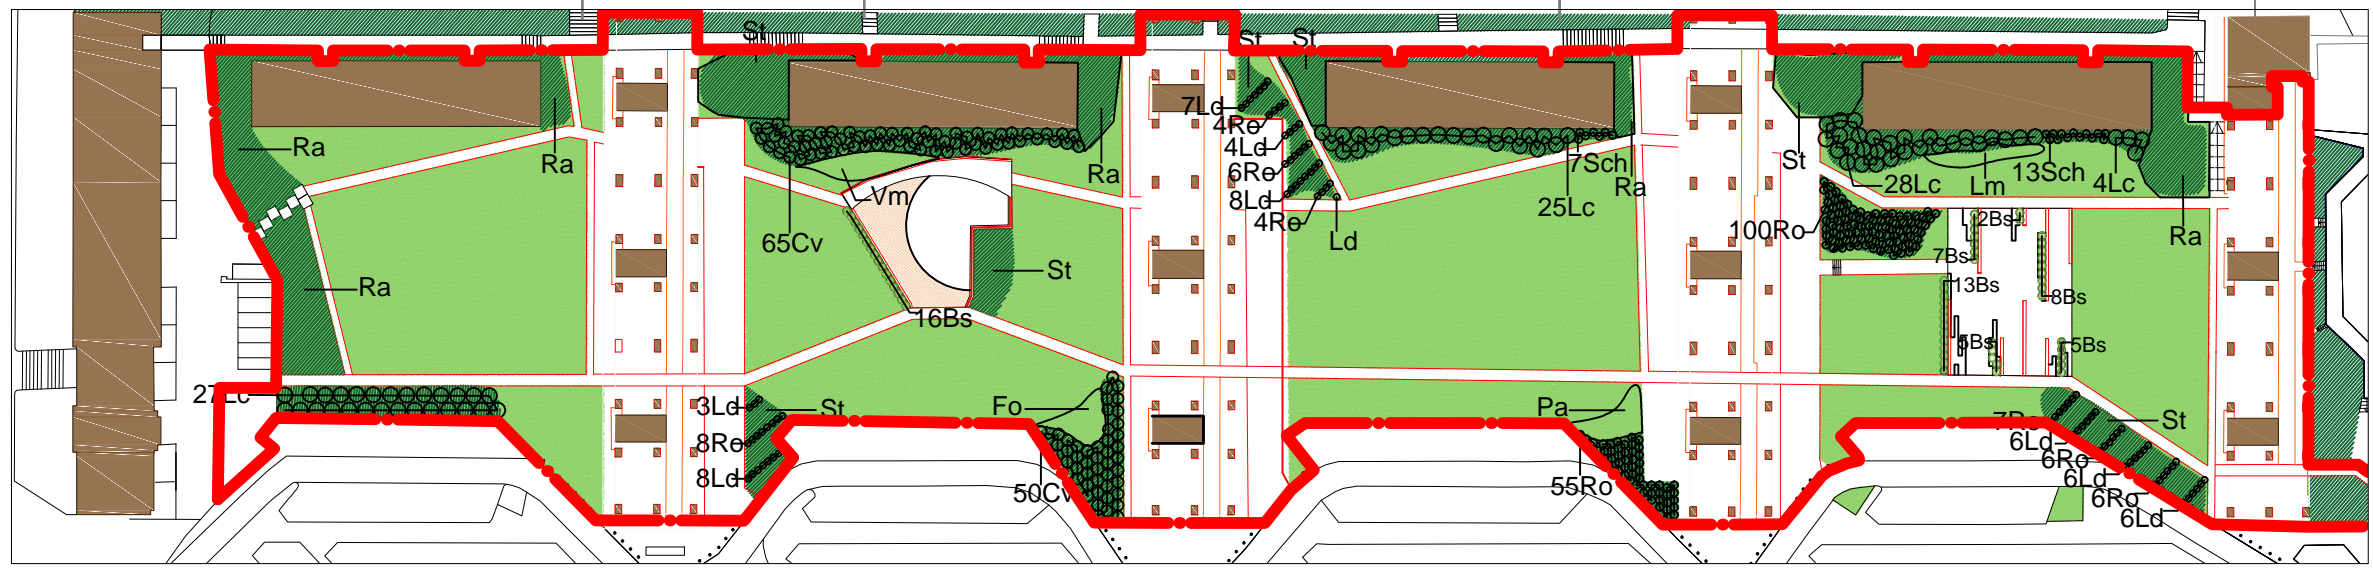 St
St
St
Ra
Ra
Ra
7Ld
4Ro
4Ld
6Ro
8Ld
4Ro
Ld
7Sch
Ra
25Lc
St
28Lc
Lm
13Sch
4Lc
Ra
Vm
65Cv
100Ro
2Bs
7Bs
Ra
St
13Bs
8Bs
16Bs
5Bs
5Bs
27Lc
3Ld
St
8Ro
8Ld
Fo
50Cv
Pa
55Ro
St
7Ro
6Ld
6Ro
6Ld
6Ro
6Ld